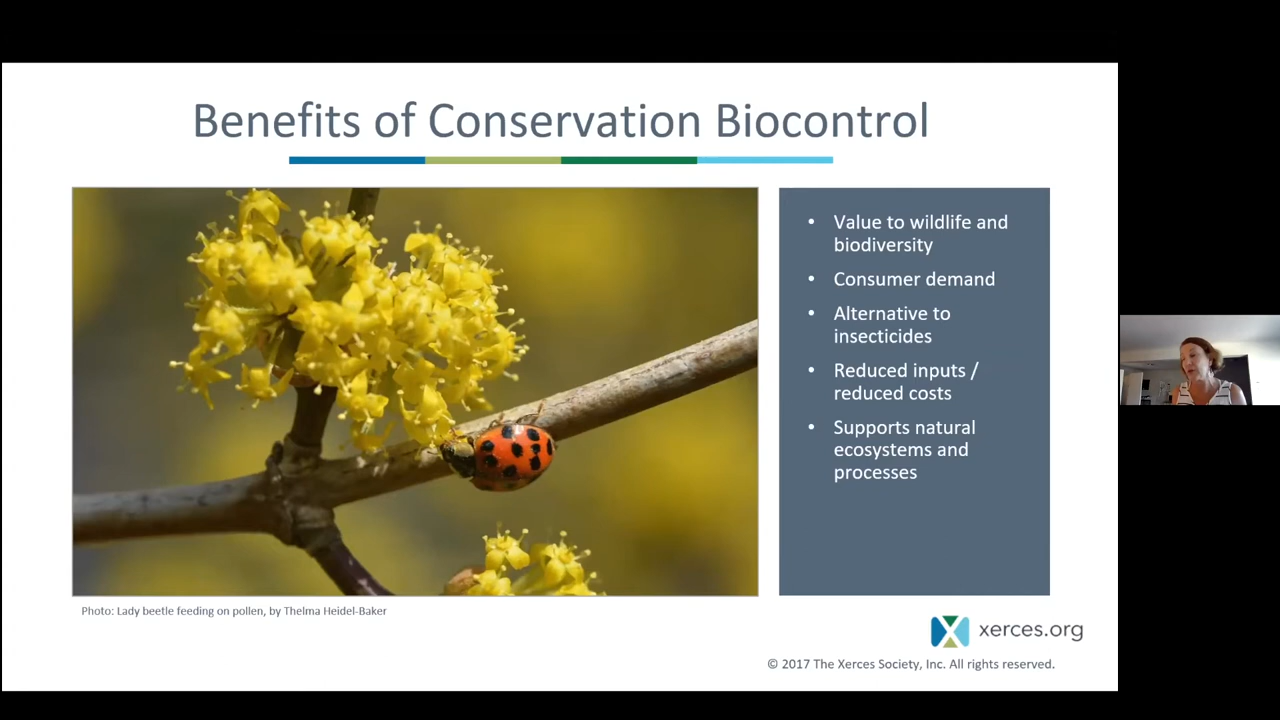 Benefits of Conservation Biocontrol
• Value to wildlife and
biodiversity
• Consumer demand
• Alternative to
insecticides
• Reduced inputs /
reduced costs
• Supports natural
ecosystems and
processes
Photo: Lady beetle feeding on pollen, by Thelma Heidel-Baker
xerces.org
© 2017 The Xerces Society, Inc. All rights reserved.